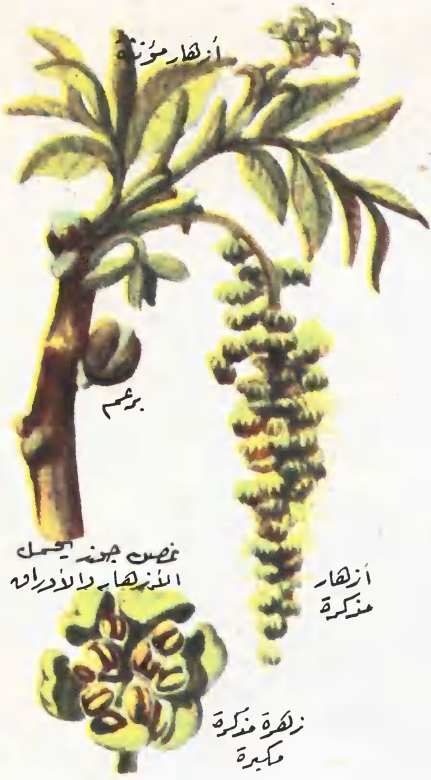 أزهار مؤنثة
برعم
غصن جوز يحمل
الأزهار والأوراق
أزهار
مذكرة
زهرة مذكرة
مكبرة